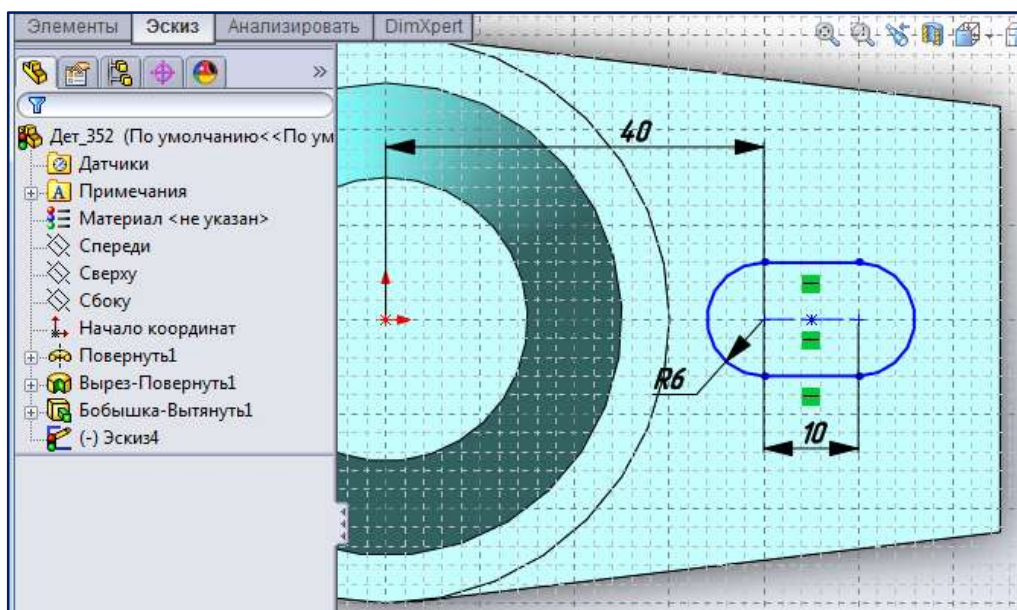 Элементы Эскиз Анализировать DimXpert
»
Дет_352 (По умолчанию<<По ум
Датчики
A Примечания
Материал <не указан>
Спереди
Сверху
Сбоку
Начало координат
Повернуть1
Вырез-Повернуть1
Бобышка-Вытянуть1
(-) Эскиз4
40
R6
10